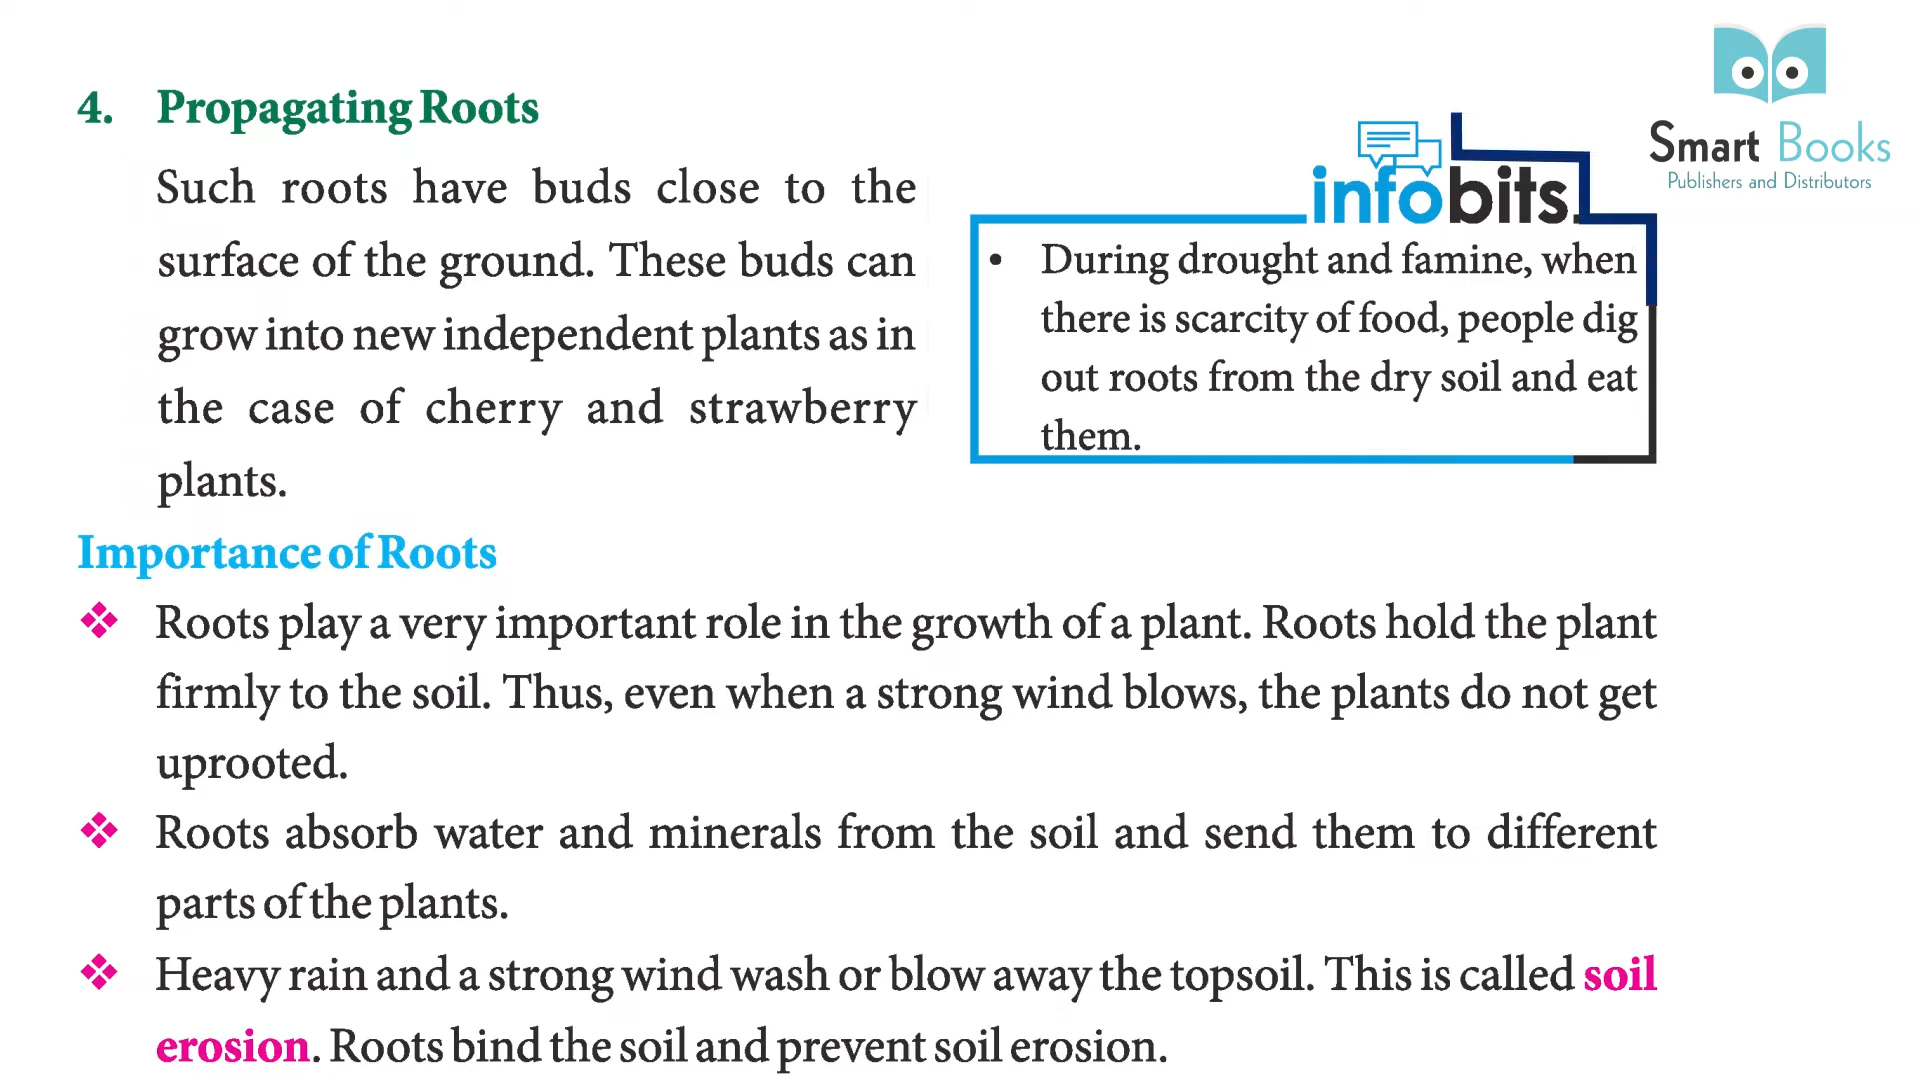 Smart Books
Publishers and Distributors
4. Propagating Roots
Such roots have buds close to the
surface of the ground. These buds can
grow into new independent plants as in
the case of cherry and strawberry
plants.
infobits
• During drought and famine, when
there is scarcity of food, people dig
out roots from the dry soil and eat
them.
Importance of Roots
❖ Roots play a very important role in the growth of a plant. Roots hold the plant
firmly to the soil. Thus, even when a strong wind blows, the plants do not get
uprooted.
❖ Roots absorb water and minerals from the soil and send them to different
parts of the plants.
❖ Heavy rain and a strong wind wash or blow away the topsoil. This is called soil
erosion. Roots bind the soil and prevent soil erosion.